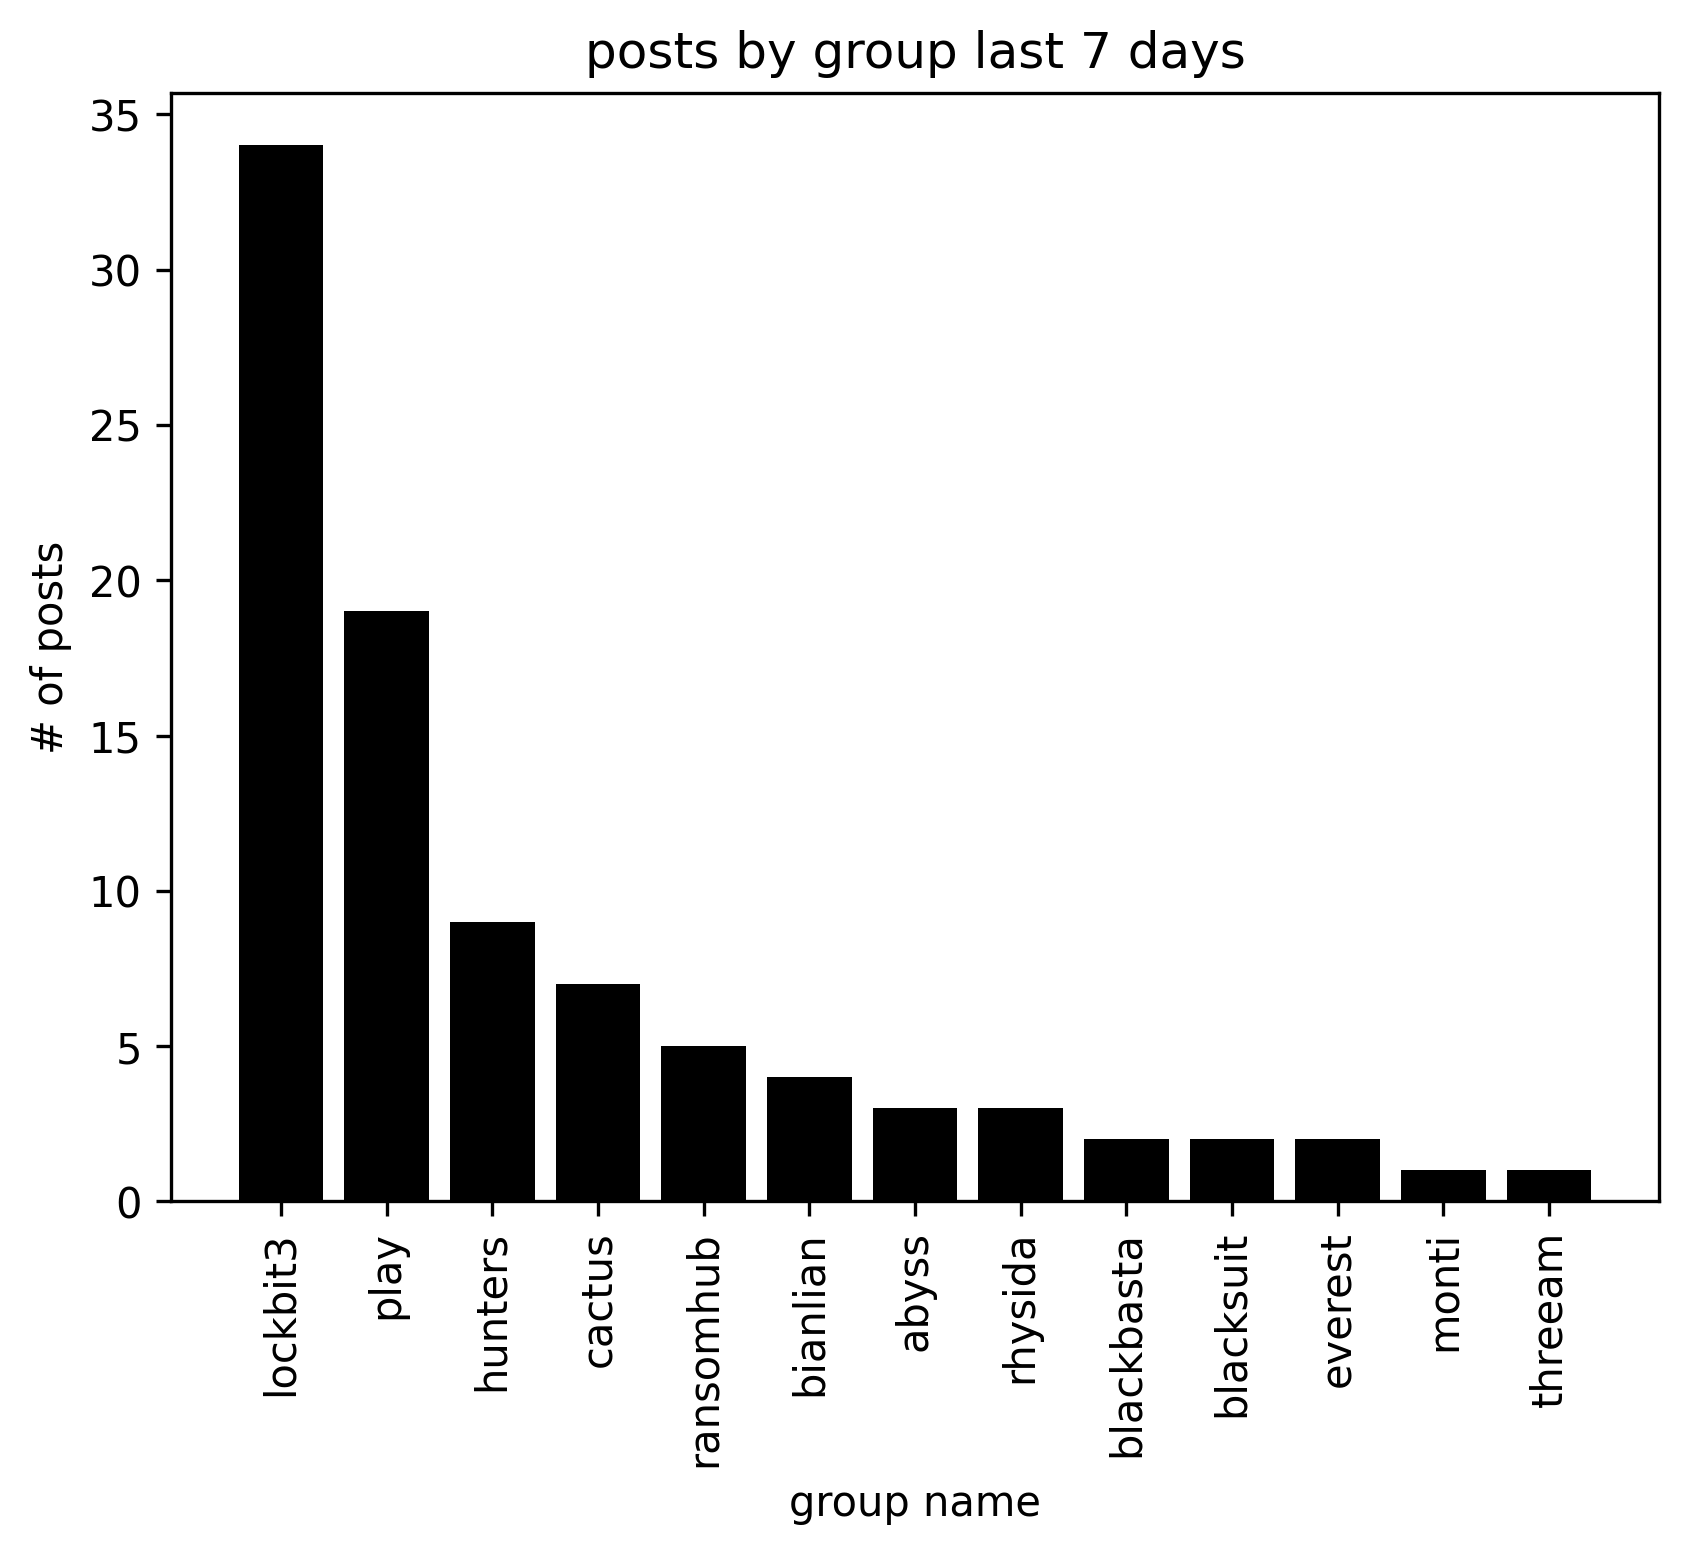 posts by group last 7 days
# of posts
35
30
25
20
15
10
5
0
lockbit3
play
hunters
cactus
ransomhub
bianlian
abyss
rhysida
blackbasta
blacksuit
everest
monti
threeam
group name